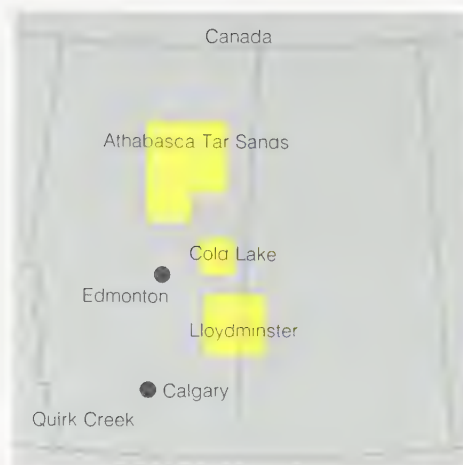 Canada
Athabasca Tar Sands
Cold Lake
Edmonton
Lloydminster
Calgary
Quirk Creek